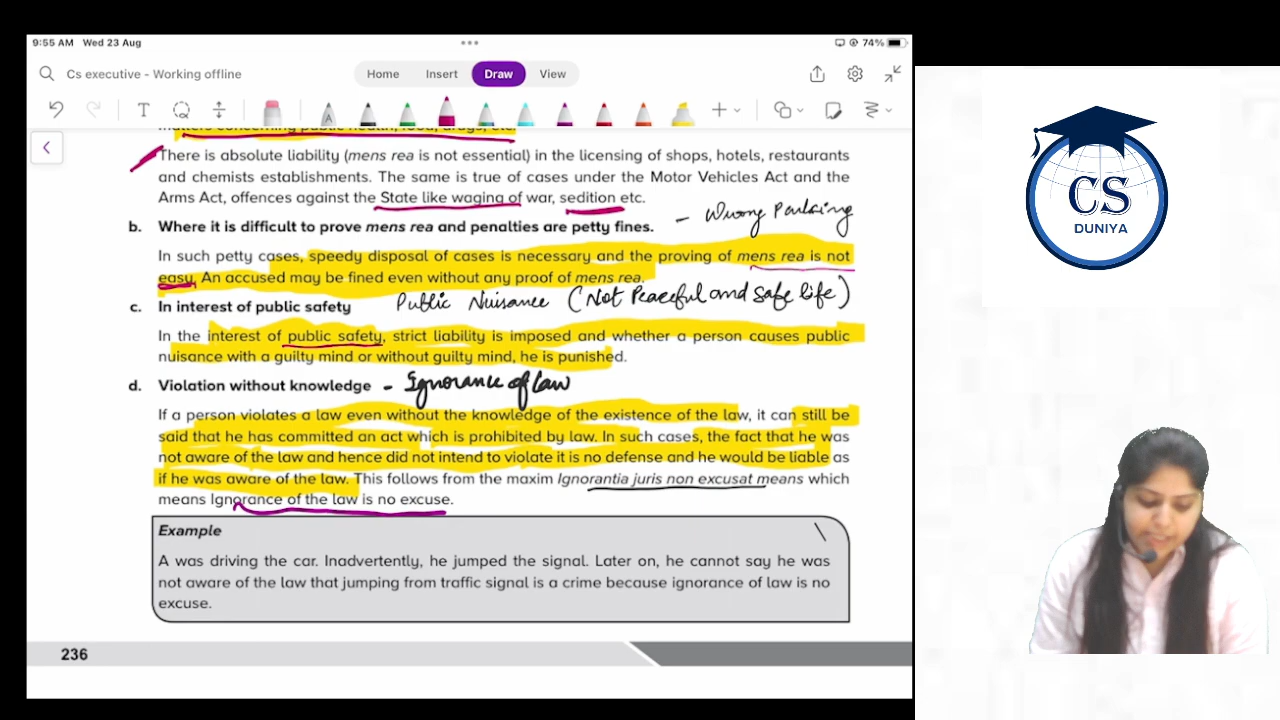 9:55 AM Wed 23 Aug
74%
Cs executive - Working offline
Home Insert Draw View
matters concerning public health, food, drugs, etc.
There is absolute liability (mens rea is not essential) in the licensing of shops, hotels, restaurants
and chemists establishments. The same is true of cases under the Motor Vehicles Act and the
Arms Act, offences against the State like waging of war, sedition etc.
- Wrong Parking
b. Where it is difficult to prove mens rea and penalties are petty fines.
In such petty cases, speedy disposal of cases is necessary and the proving of mens rea is not
easy. An accused may be fined even without any proof of mens rea.
c. In interest of public safety Public Nuisance (Not Peaceful and Safe life)
In the interest of public safety, strict liability is imposed and whether a person causes public
nuisance with a guilty mind or without guilty mind, he is punished.
d. Violation without knowledge - Ignorance of law
If a person violates a law even without the knowledge of the existence of the law, it can still be
said that he has committed an act which is prohibited by law. In such cases, the fact that he was
not aware of the law and hence did not intend to violate it is no defense and he would be liable as
if he was aware of the law. This follows from the maxim Ignorantia juris non excusat means which
means Ignorance of the law is no excuse.
Example
A was driving the car. Inadvertently, he jumped the signal. Later on, he cannot say he was
not aware of the law that jumping from traffic signal is a crime because ignorance of law is no
excuse.
236
CS
DUNIYA